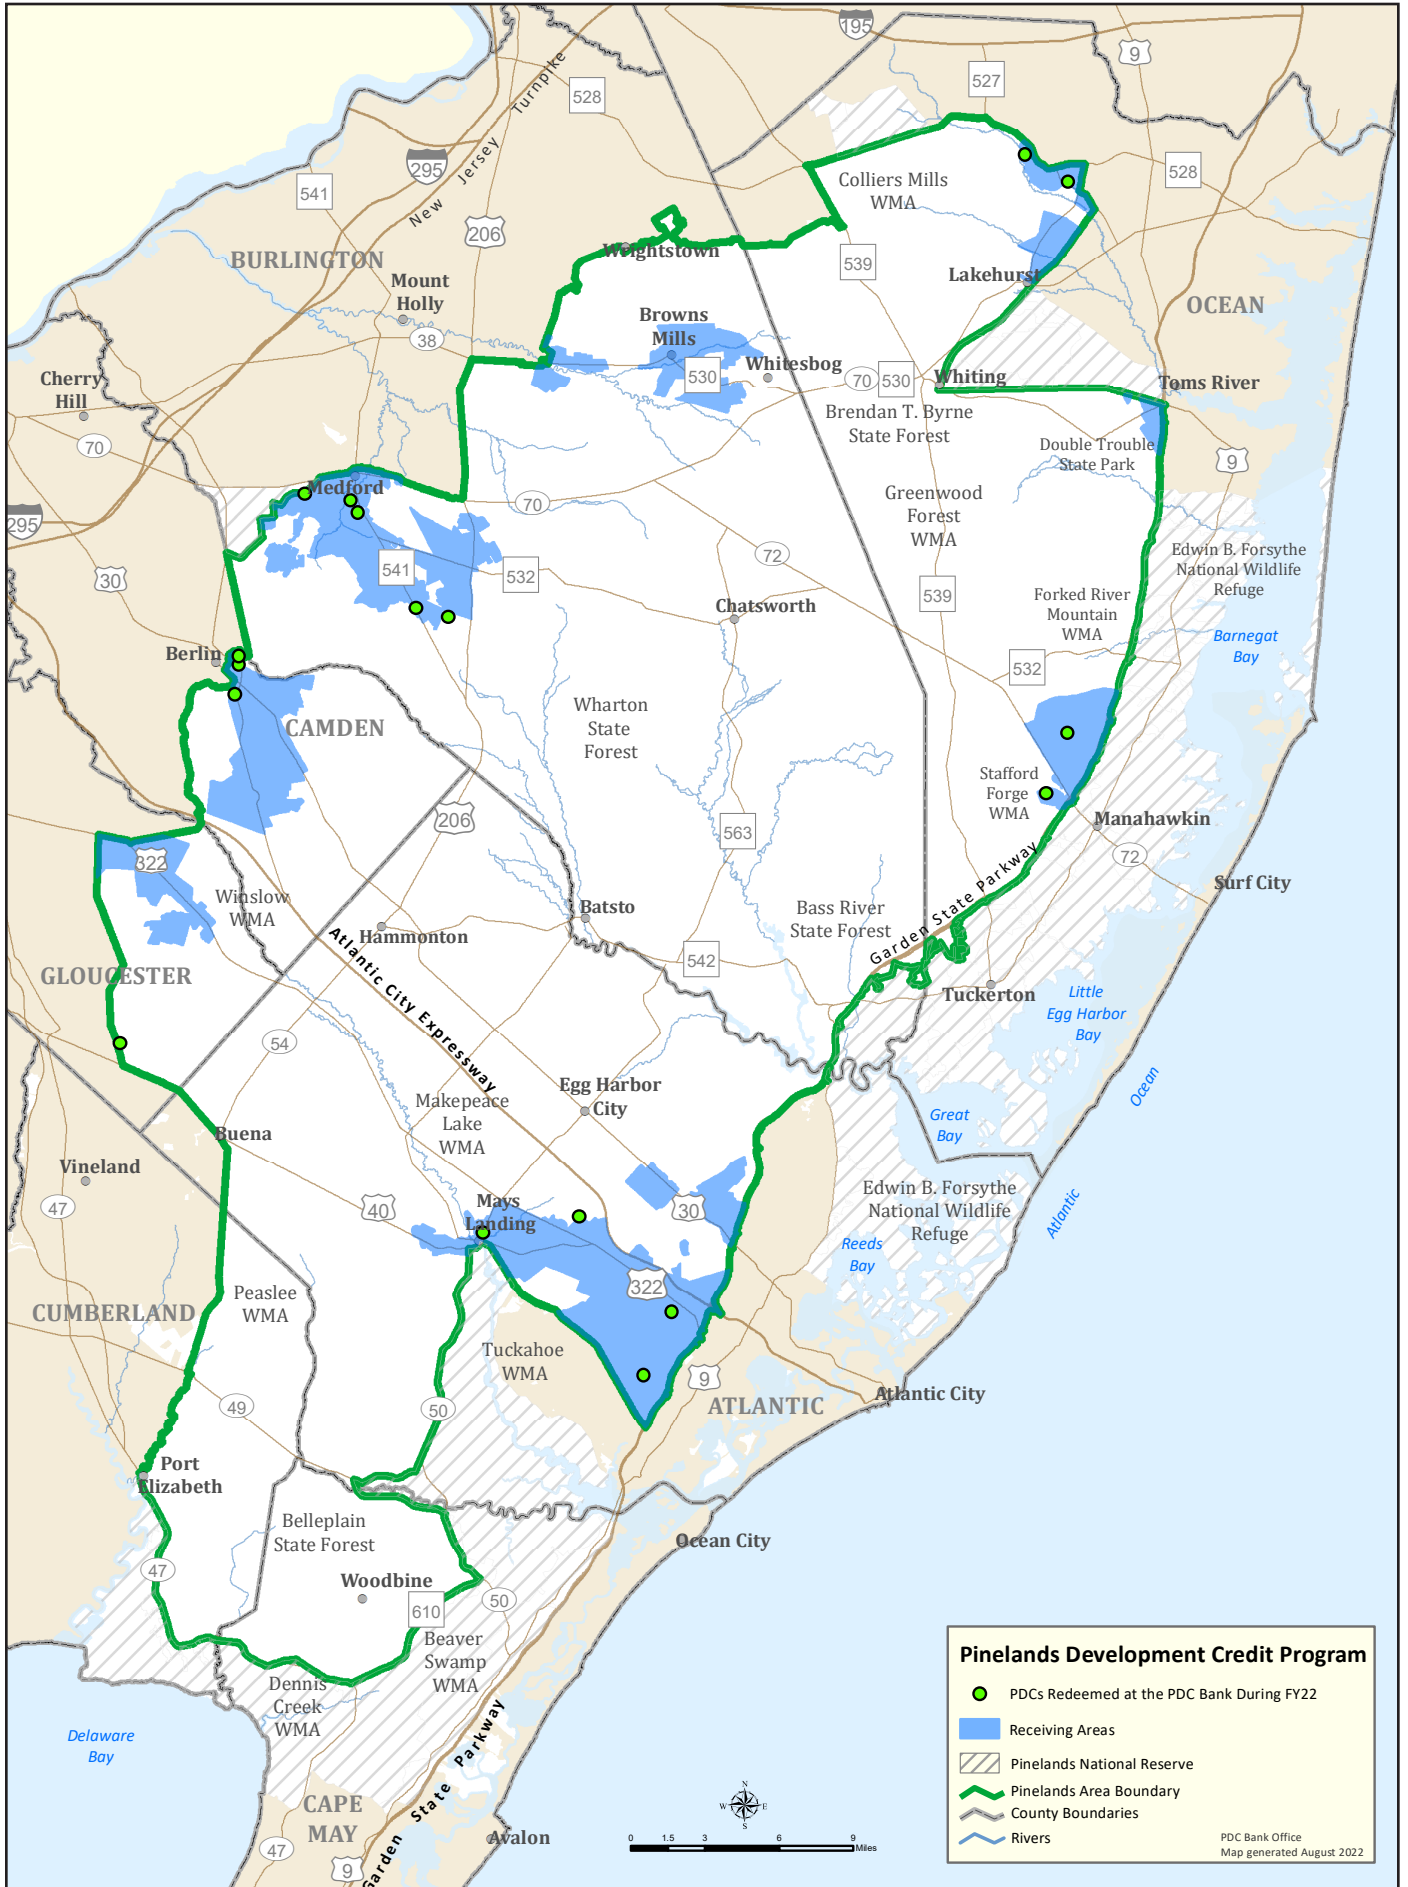 195
9
527
528
New Jersey Turnpike
528
295
541
Colliers Mills
WMA
206
BURLINGTON
Wrightstown
539
Mount
Holly
Lakehurst
OCEAN
Browns
Mills
38
Whitesbog
530
70
530
Whiting
Toms River
Cherry
Hill
Brendan T. Byrne
State Forest
70
Double Trouble
State Park
9
Medford
70
Greenwood
Forest
WMA
295
72
Edwin B. Forsythe
National Wildlife
Refuge
30
541
532
539
Forked River
Mountain
WMA
Chatsworth
Barnegat
Bay
Berlin
532
Wharton
State
Forest
CAMDEN
Stafford
Forge
WMA
206
563
Manahawkin
72
322
Garden State Parkway
Surf City
Winslow
WMA
Batsto
Bass River
State Forest
Hammonton
Atlantic City Expressway
542
GLOUCESTER
Tuckerton
Little
Egg Harbor
Bay
54
Egg Harbor
City
Ocean
Makepeace
Lake
WMA
Great
Bay
Buena
Vineland
47
Edwin B. Forsythe
National Wildlife
Refuge
Atlantic
40
Mays
Landing
30
Reeds
Bay
322
Peaslee
WMA
CUMBERLAND
Tuckahoe
WMA
9
ATLANTIC
Atlantic City
49
50
Port
Elizabeth
Belleplain
State Forest
Ocean City
47
Woodbine
50
610
Beaver
Swamp
WMA
Dennis
Creek
WMA
Delaware
Bay
Garden State Parkway
CAPE
MAY
Avalon
47
9
N
W E
S
0 1.5 3 6 9
Miles
Pinelands Development Credit Program
PDCs Redeemed at the PDC Bank During FY22
Receiving Areas
Pinelands National Reserve
Pinelands Area Boundary
County Boundaries
Rivers
PDC Bank Office
Map generated August 2022